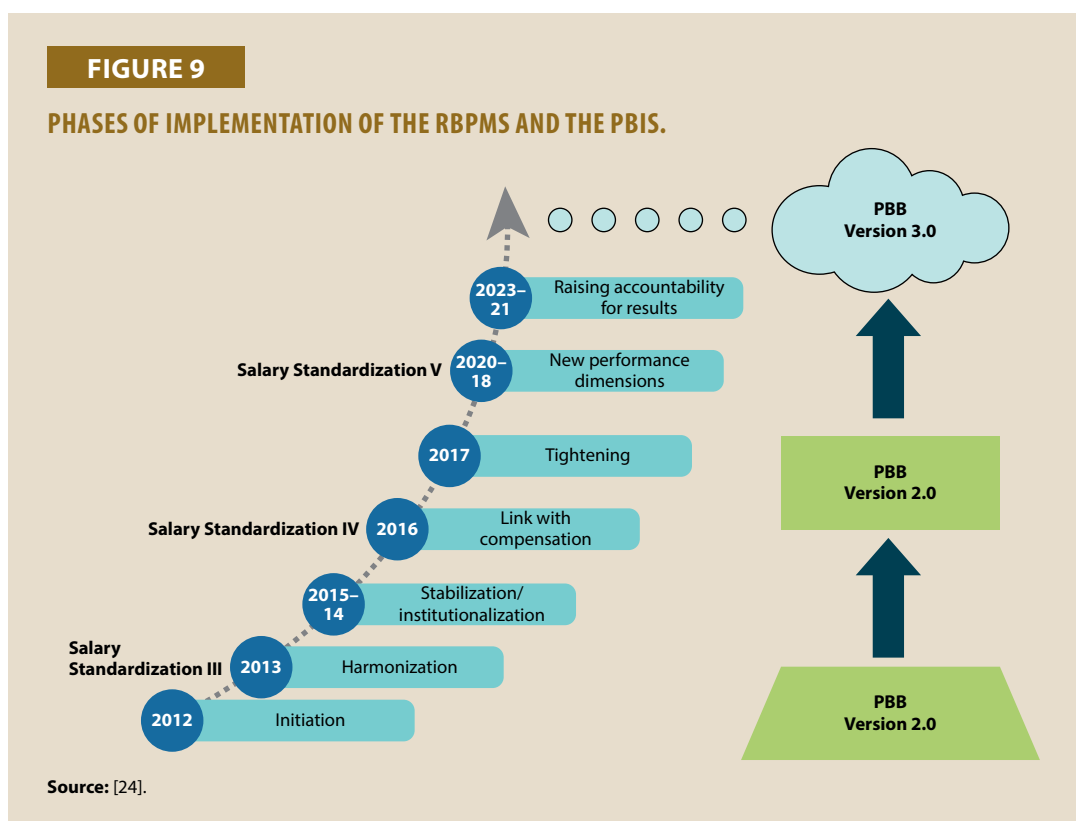 FIGURE 9
PHASES OF IMPLEMENTATION OF THE RBPMS AND THE PBIS.
PBB
Version 3.0
2023–
21
Raising accountability
for results
Salary Standardization V
2020–
18
New performance
dimensions
2017
Tightening
PBB
Version 2.0
Salary Standardization IV
2016
Link with
compensation
2015–
14
Stabilization/
institutionalization
Salary
Standardization III
2013
Harmonization
2012
Initiation
PBB
Version 2.0
Source: [24].